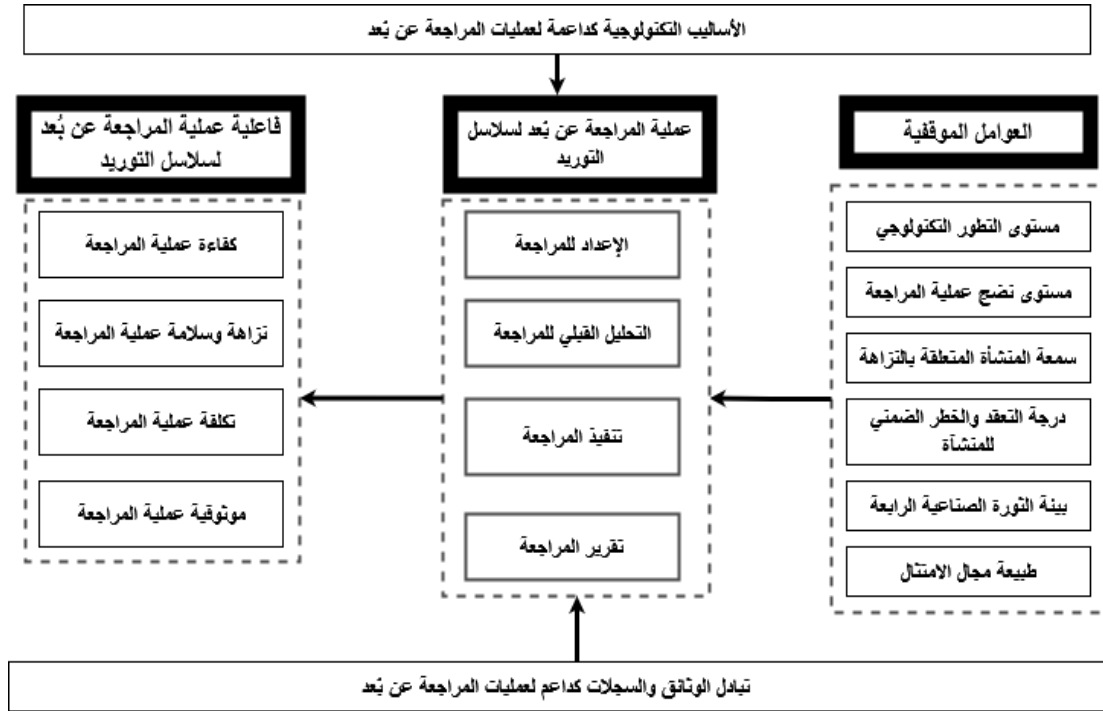 الأساليب التكنولوجية كداعمة لعمليات المراجعة عن بُعد
العوامل الموقفية
مستوى التطور التكنولوجي
مستوى نضج عملية المراجعة
سمعة المنشأة المتعلقة بالنزاهة
درجة التعقد والخطر الضمني
للمنشآة
بيئة الثورة الصناعية الرابعة
طبيعة مجال الامتثال
عملية المراجعة عن بُعد لسلاسل
التوريد
الإعداد للمراجعة
التحليل القبلي للمراجعة
تنفيذ المراجعة
تقرير المراجعة
فاعلية عملية المراجعة عن بُعد
لسلاسل التوريد
كفاءة عملية المراجعة
نزاهة وسلامة عملية المراجعة
تكلفة عملية المراجعة
موثوقية عملية المراجعة
تبادل الوثائق والسجلات كداعم لعمليات المراجعة عن بُعد